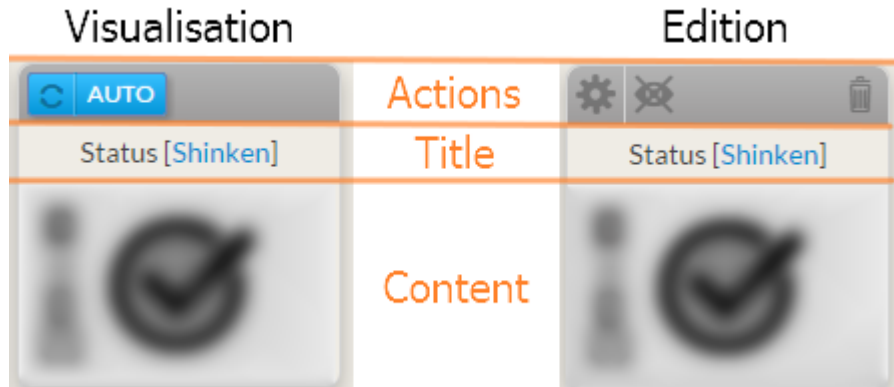 Visualisation Edition
AUTO Actions
Status [Shinken] Title Status [Shinken]
Content